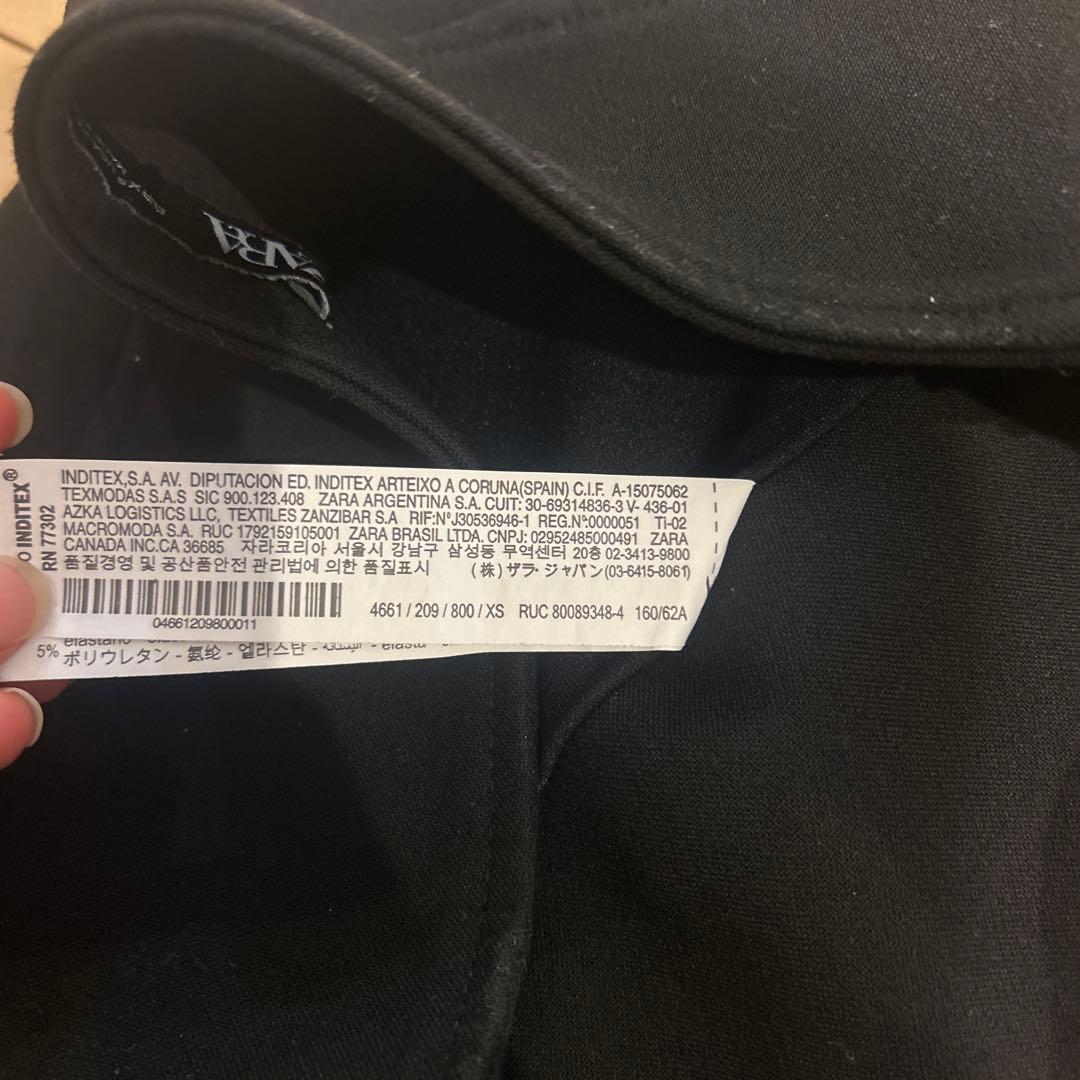 ZARA
INDITEX,S.A. AV. DIPUTACION ED. INDITEX ARTEIXO A CORUNA(SPAIN) C.I.F. A-15075062
TEXMODAS S.A.S SIC 900.123.408 ZARA ARGENTINA S.A. CUIT: 30-69314836-3 V- 436-01
AZKA LOGISTICS LLC, TEXTILES ZANZIBAR S.A RIF:N°J30536946-1 REG.Nº:0000051 Ti-02
MACROMODA S.A. RUC 1792159105001 ZARA BRASIL LTDA. CNPJ: 02952485000491 ZARA
CANADA INC.CA 36685 자라코리아 서울시 강남구 삼성동 무역센터 20층 02-3413-9800
품질경영 및 공산품안전 관리법에 의한 품질표시 (株)ザラ・ジャパン(03-6415-8061)
4661 / 209 / 800 / XS RUC 80089348-4 160/62A
04661209800011
O INDITEX®
RN 77302
elastano
5% ポリウレタン - 氨纶 - 엘라스탄 - - elasta